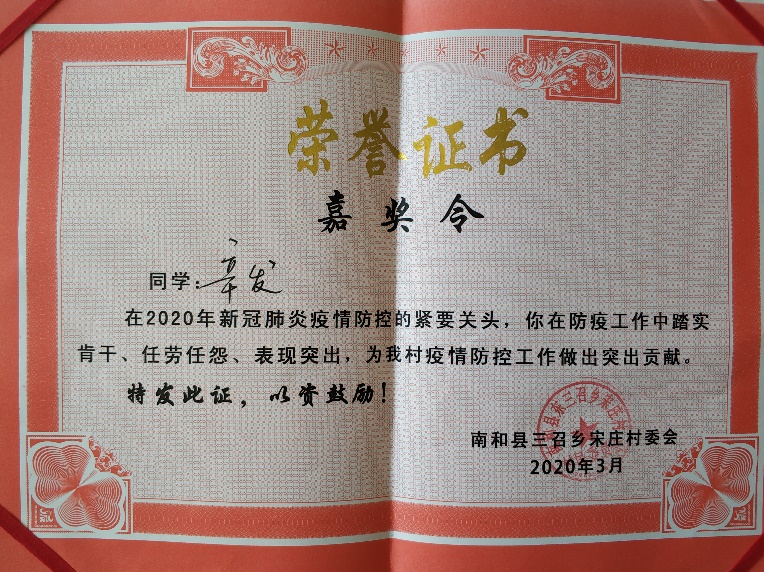 荣誉证书
嘉奖令
同学：章发
在2020年新冠肺炎疫情防控的紧要关头，你在防疫工作中踏实
肯干、任劳任怨、表现突出，为我村疫情防控工作做出突出贡献。
特发此证，以资鼓励！
南和县三召乡宋庄村委会
2020年3月